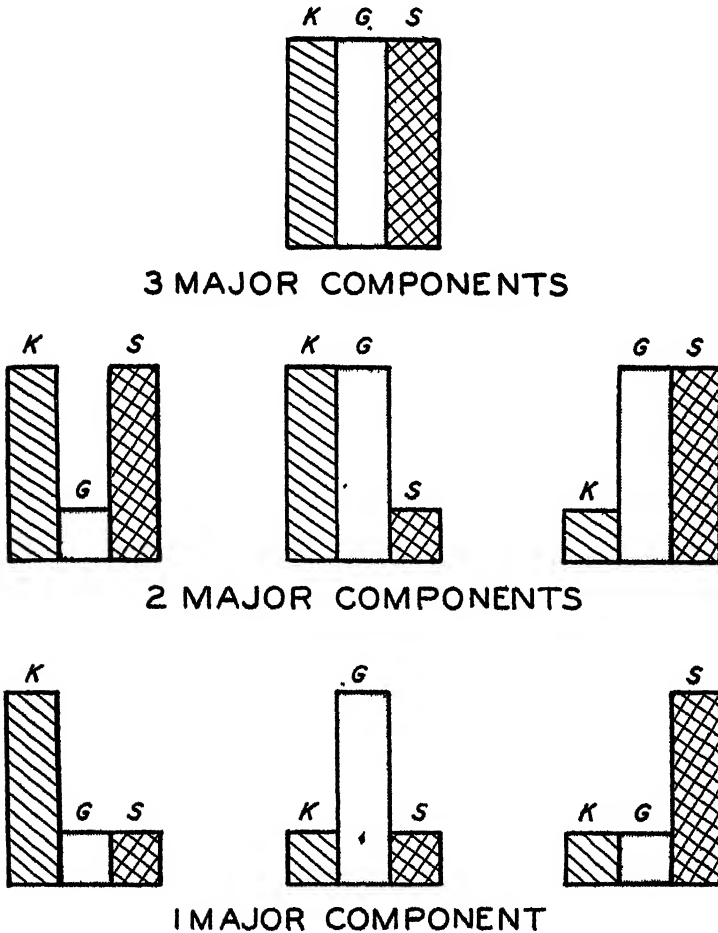 K G S
3 MAJOR COMPONENTS
K S K G G S
G S K
2 MAJOR COMPONENTS
K G S
G S K S K G
1 MAJOR COMPONENT